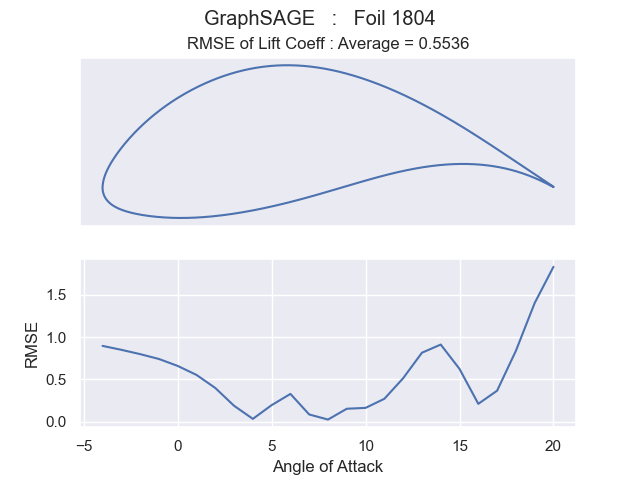 GraphSAGE   :   Foil 1804
RMSE of Lift Coeff : Average = 0.5536
1.5
1.0
0.5
0.0
RMSE
−5 0 5 10 15 20
Angle of Attack